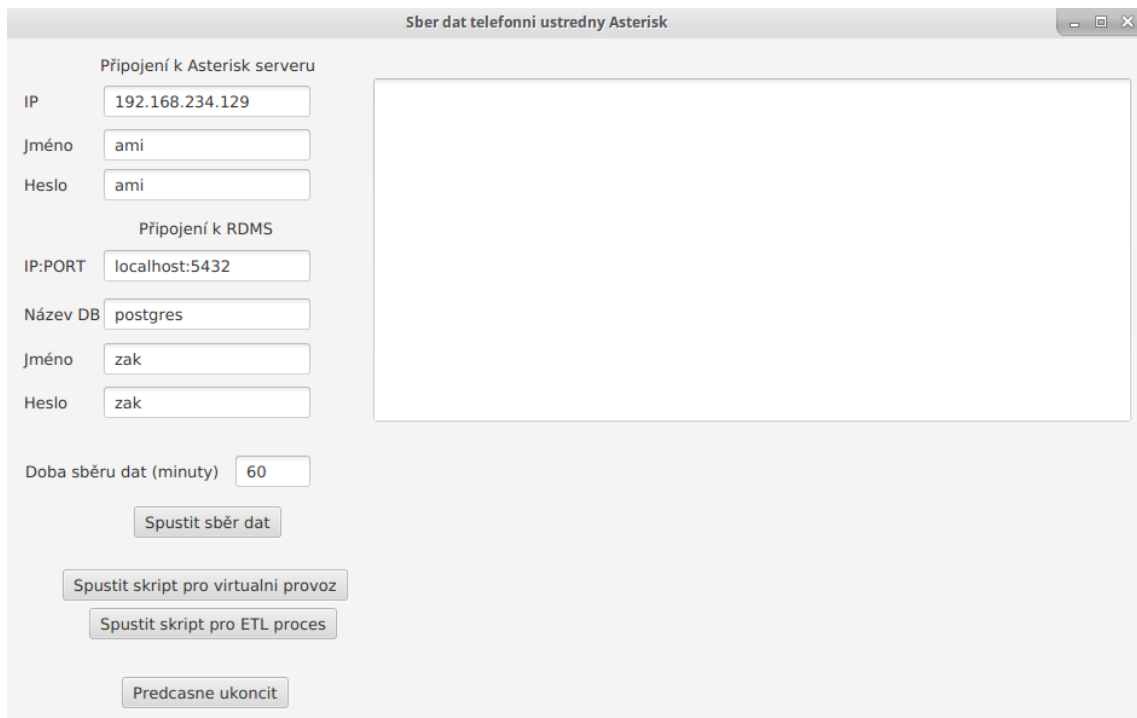 Sber dat telefonni ustredny Asterisk
Připojení k Asterisk serveru
IP 192.168.234.129
Jméno ami
Heslo ami
Připojení k RDMS
IP:PORT localhost:5432
Název DB postgres
Jméno zak
Heslo zak
Doba sběru dat (minuty) 60
Spustit sběr dat
Spustit skript pro virtualni provoz
Spustit skript pro ETL proces
Predcasne ukoncit